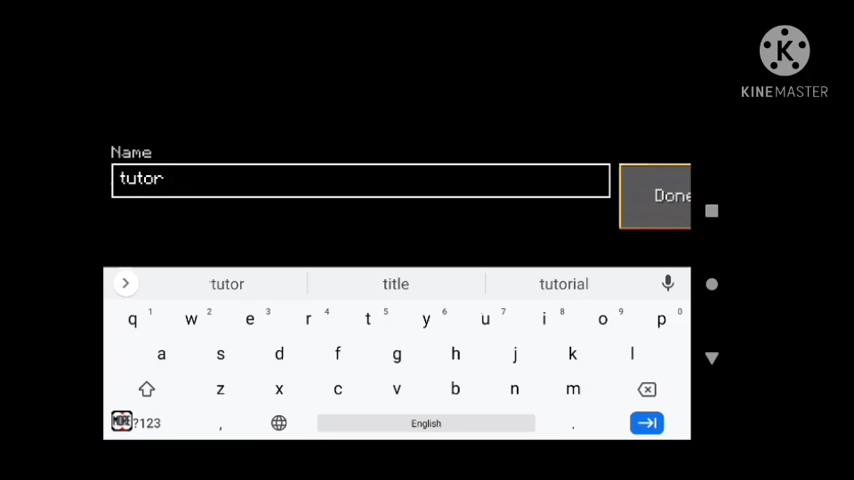 K
KINEMASTER
Name
tutor
Done
tutor title tutorial
q 1 w 2 e 3 r 4 t 5 y 6 u 7 i 8 o 9 p 0
a s d f g h j k l
z x c v b n m
MORE ?123 , English .